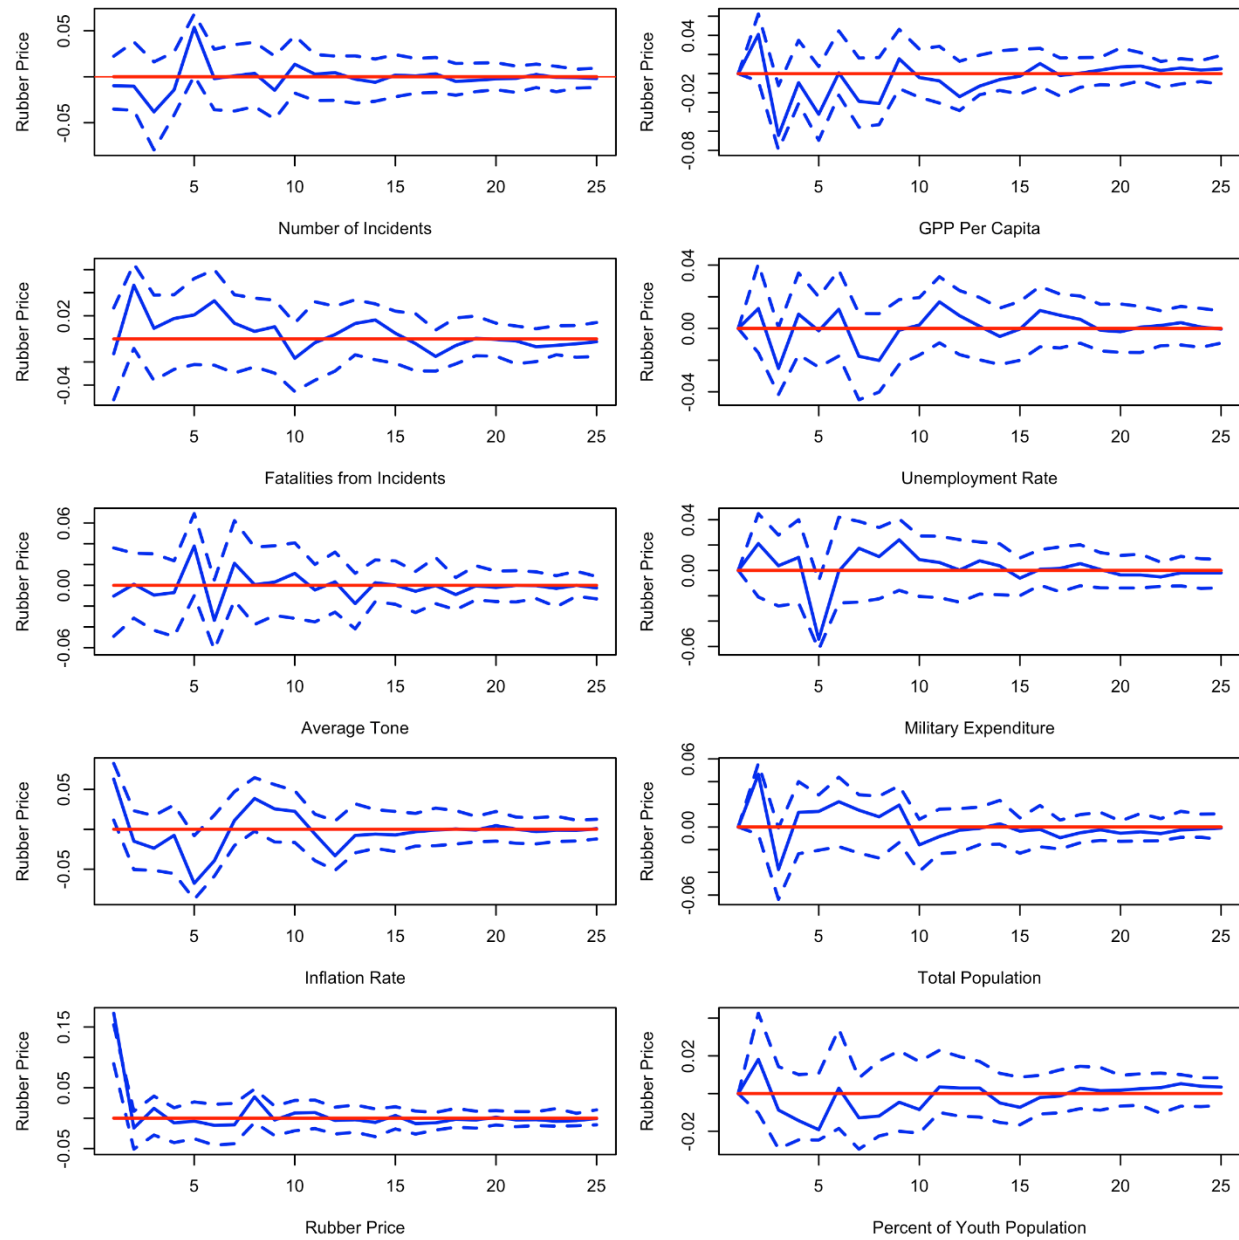 Rubber Price
0.05
-0.05
5 10 15 20 25
Number of Incidents
Rubber Price
0.04
-0.02
-0.08
5 10 15 20 25
GPP Per Capita
Rubber Price
0.02
-0.04
5 10 15 20 25
Fatalities from Incidents
Rubber Price
0.04
0.00
-0.04
5 10 15 20 25
Unemployment Rate
Rubber Price
0.06
0.00
-0.06
5 10 15 20 25
Average Tone
Rubber Price
0.04
0.00
-0.06
5 10 15 20 25
Military Expenditure
Rubber Price
0.05
-0.05
5 10 15 20 25
Inflation Rate
Rubber Price
0.06
0.00
-0.06
5 10 15 20 25
Total Population
Rubber Price
0.15
0.05
-0.05
5 10 15 20 25
Rubber Price
Rubber Price
0.02
-0.02
5 10 15 20 25
Percent of Youth Population